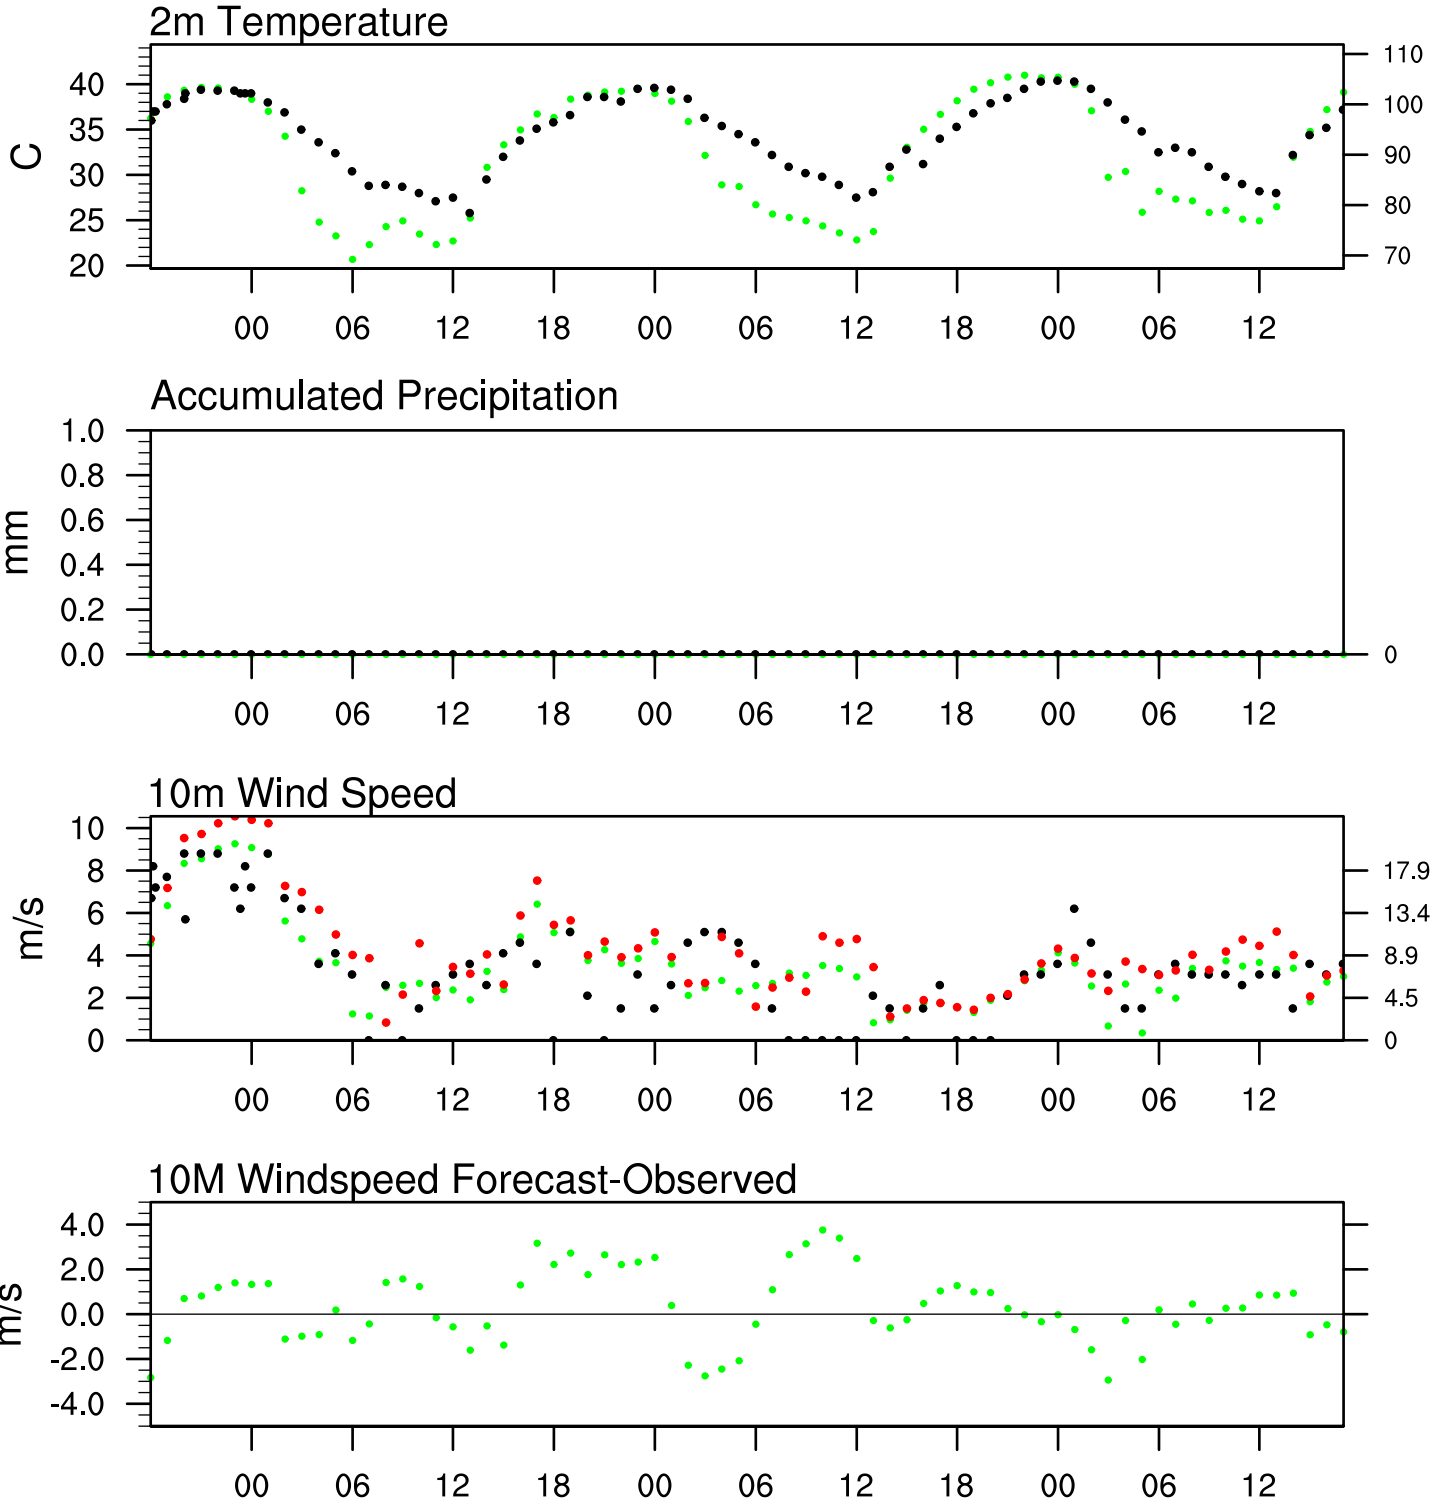 2m Temperature
40
35
30
25
20
C
110
100
90
80
70
00 06 12 18 00 06 12 18 00 06 12
Accumulated Precipitation
1.0
0.8
0.6
0.4
0.2
0.0
mm
0
00 06 12 18 00 06 12 18 00 06 12
10m Wind Speed
10
8
6
4
2
0
m/s
17.9
13.4
8.9
4.5
0
00 06 12 18 00 06 12 18 00 06 12
10M Windspeed Forecast-Observed
4.0
2.0
0.0
-2.0
-4.0
m/s
00 06 12 18 00 06 12 18 00 06 12